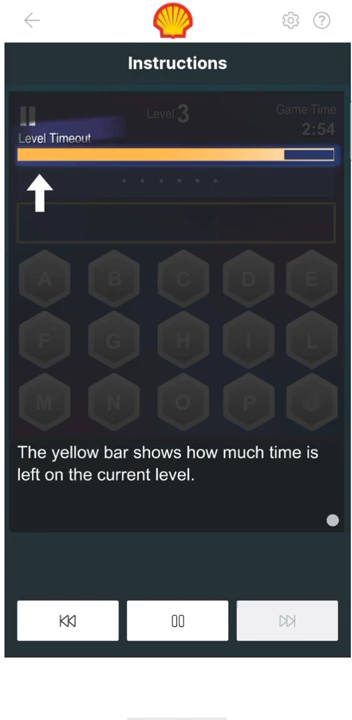 Instructions
Level 3
Game Time
2:54
Level Timeout
A B C D E
F G H I L
M N O P
The yellow bar shows how much time is
left on the current level.